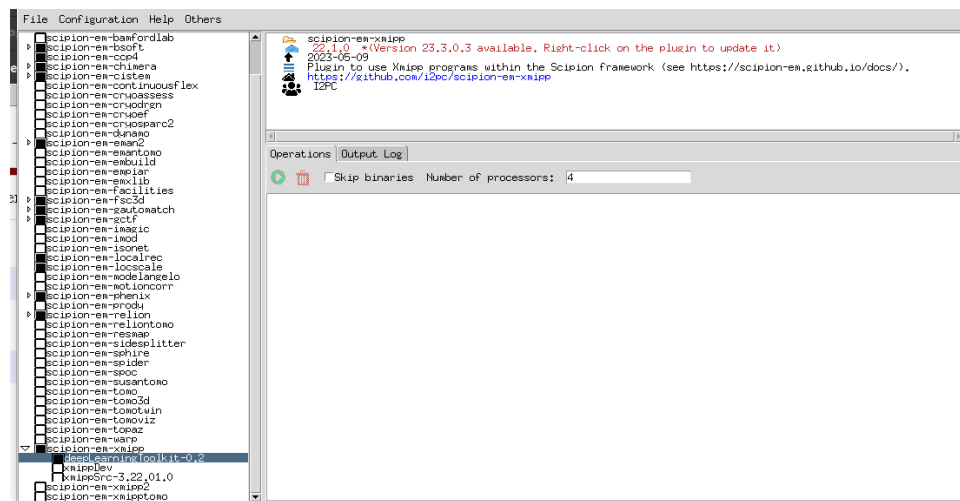 File Configuration Help Others
scipion-em-bamfordlab
scipion-em-bsoft
scipion-em-ccp4
scipion-em-chimera
scipion-em-cistem
scipion-em-continuousflex
scipion-em-cryoassess
scipion-em-cryodrgn
scipion-em-cryoef
scipion-em-cryosparc2
scipion-em-dynamo
scipion-em-eman2
scipion-em-emantomo
scipion-em-embuild
scipion-em-empiar
scipion-em-emxlib
scipion-em-facilities
scipion-em-fsc3d
scipion-em-gautomatch
scipion-em-gctf
scipion-em-imagic
scipion-em-imod
scipion-em-isonet
scipion-em-localrec
scipion-em-locscale
scipion-em-modelangelo
scipion-em-motioncorr
scipion-em-phenix
scipion-em-prody
scipion-em-relion
scipion-em-reliontomo
scipion-em-resmap
scipion-em-sidesplitter
scipion-em-sphire
scipion-em-spider
scipion-em-spoc
scipion-em-susantomo
scipion-em-tomo
scipion-em-tomo3d
scipion-em-tomotwin
scipion-em-tomoviz
scipion-em-topaz
scipion-em-warp
scipion-em-xmipp
deepLearningToolkit-0.2
xmippDev
xmippSrc-3.22.01.0
scipion-em-xmipp2
scipion-em-xmipptomo
scipion-em-xmipp
22.1.0 *(Version 23.3.0.3 available. Right-click on the plugin to update it)
2023-05-09
Plugin to use Xmipp programs within the Scipion framework (see https://scipion-em.github.io/docs/).
https://github.com/i2pc/scipion-em-xmipp
I2PC
Operations Output Log
Skip binaries Number of processors: 4